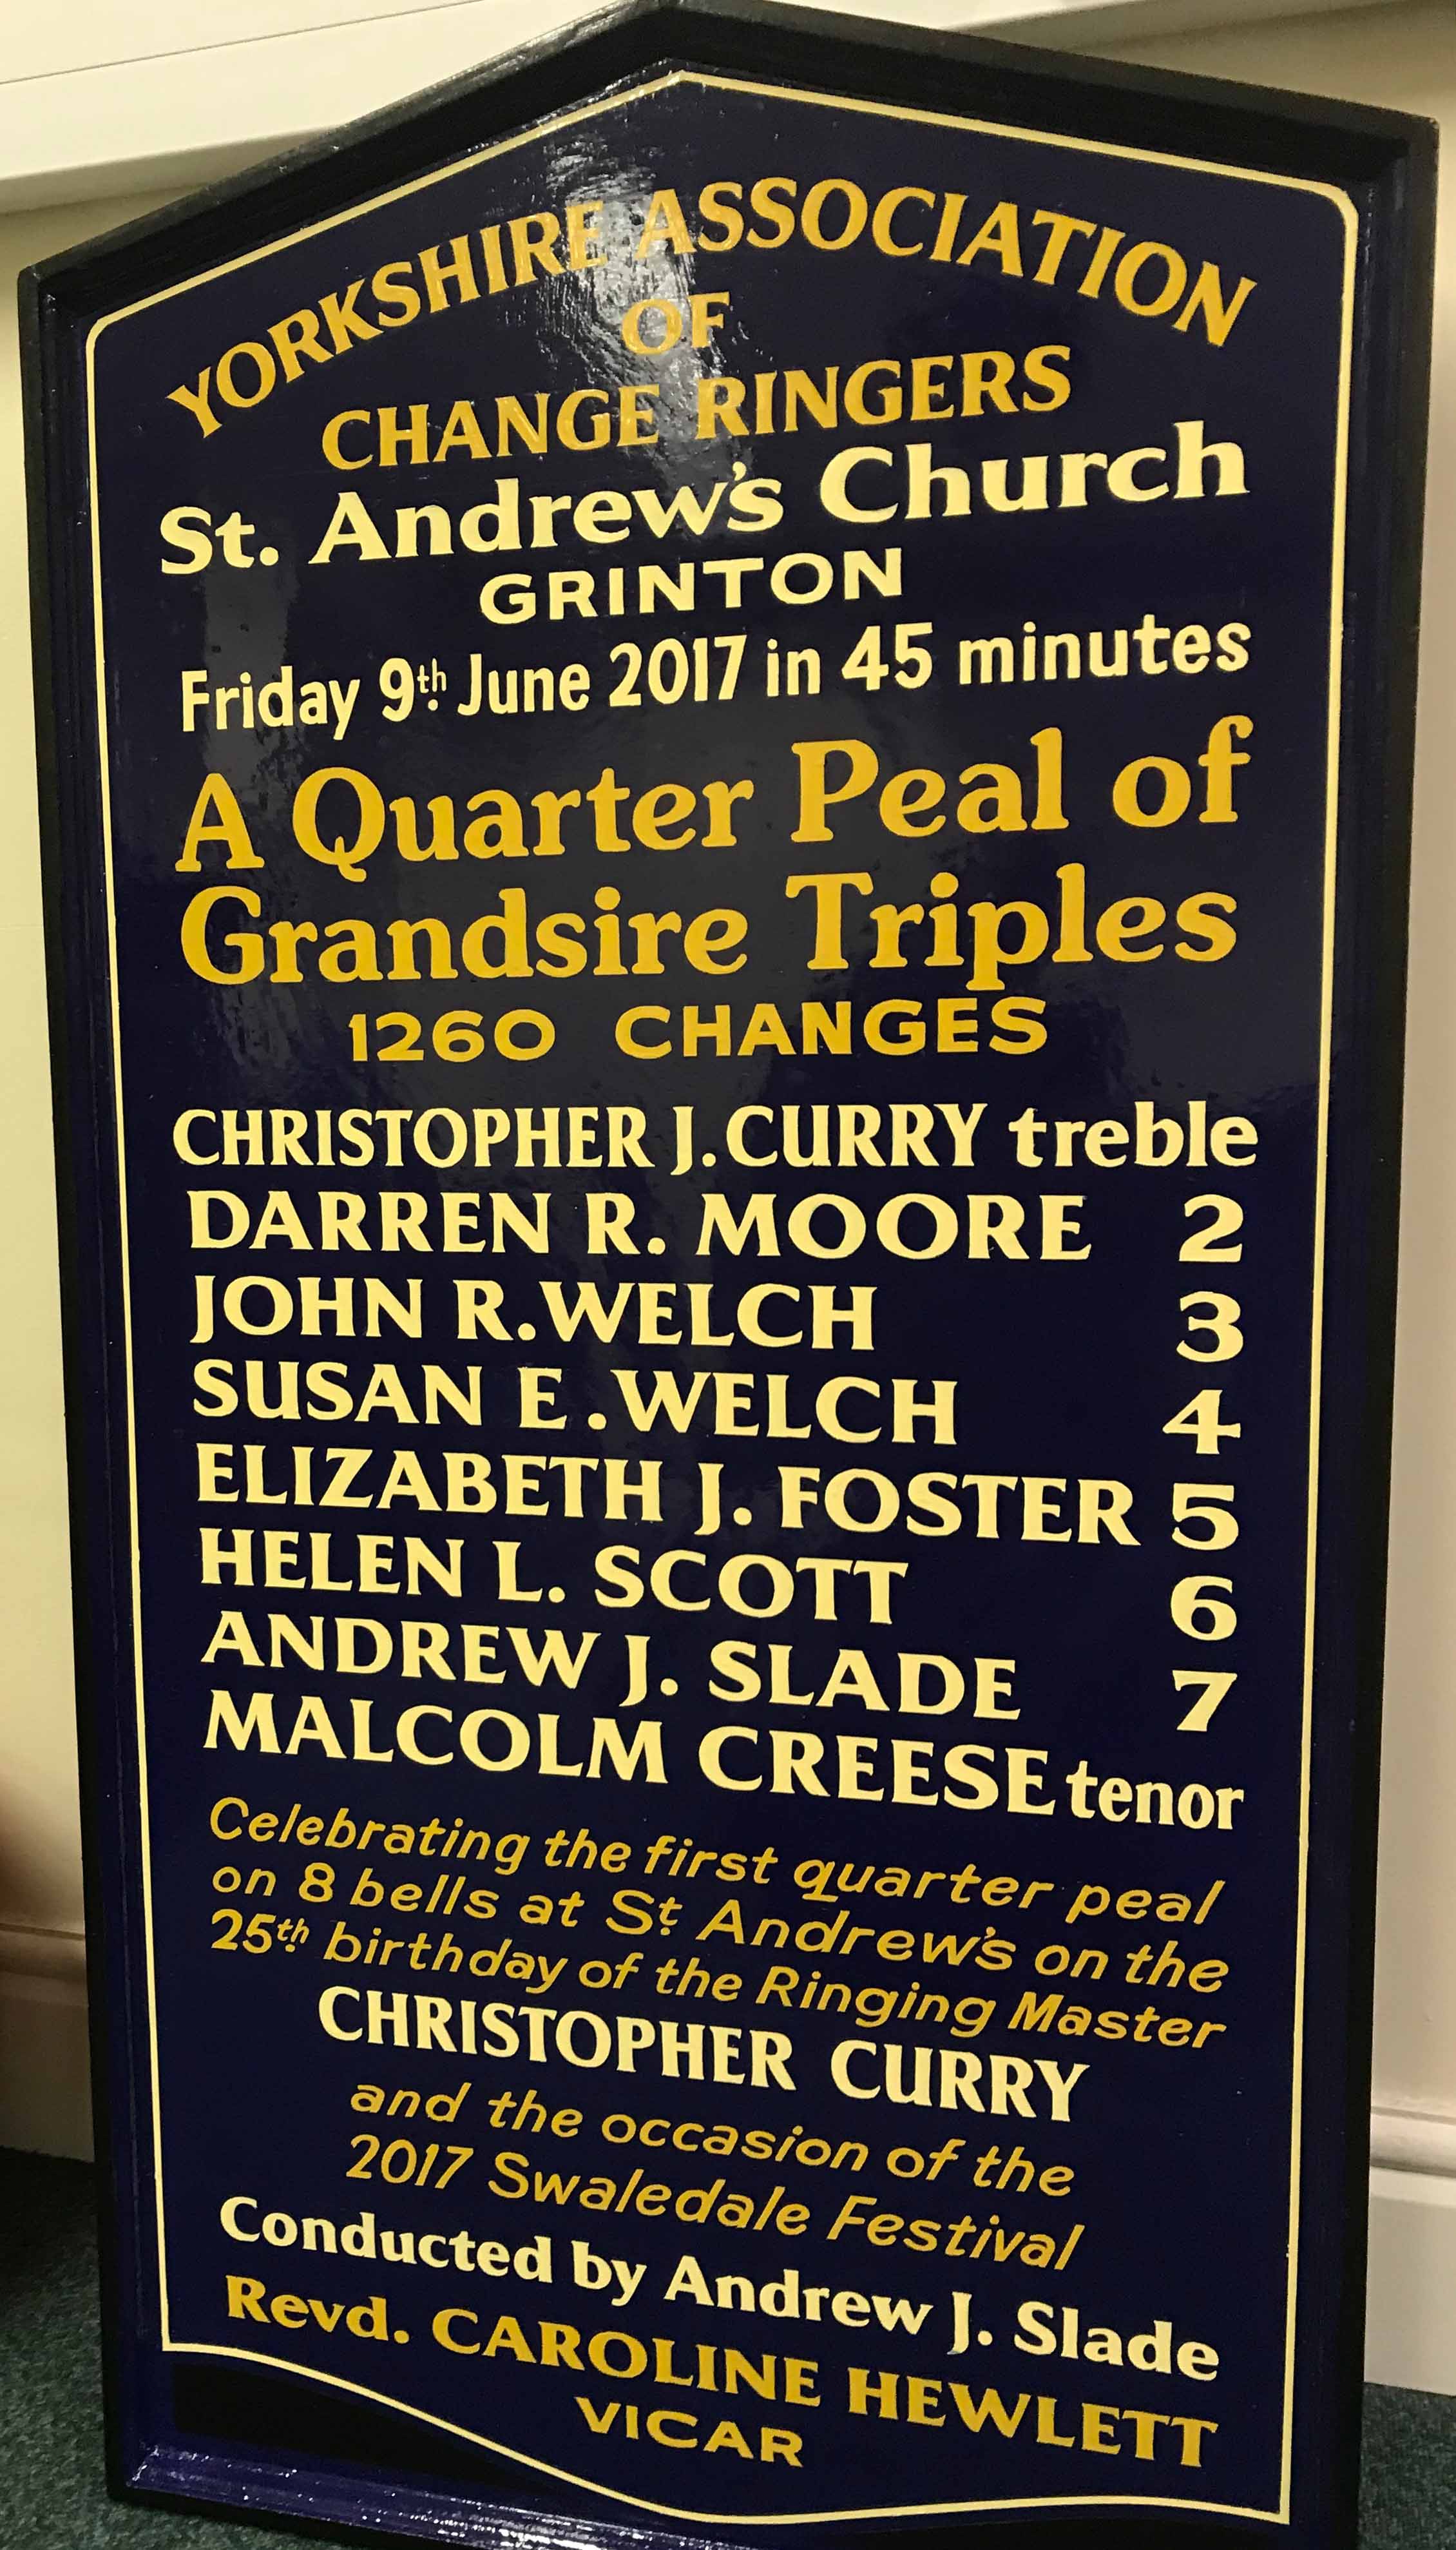 YORKSHIRE ASSOCIATION
OF
CHANGE RINGERS
St. Andrew's Church
GRINTON
Friday 9th June 2017 in 45 minutes
A Quarter Peal of
Grandsire Triples
1260 CHANGES
CHRISTOPHER J. CURRY treble
DARREN R. MOORE 2
JOHN R. WELCH 3
SUSAN E. WELCH 4
ELIZABETH J. FOSTER 5
HELEN L. SCOTT 6
ANDREW J. SLADE 7
MALCOLM CREESE tenor
Celebrating the first quarter peal
on 8 bells at St Andrew's on the
25th birthday of the Ringing Master
CHRISTOPHER CURRY
and the occasion of the
2017 Swaledale Festival
Conducted by Andrew J. Slade
Revd. CAROLINE HEWLETT
VICAR